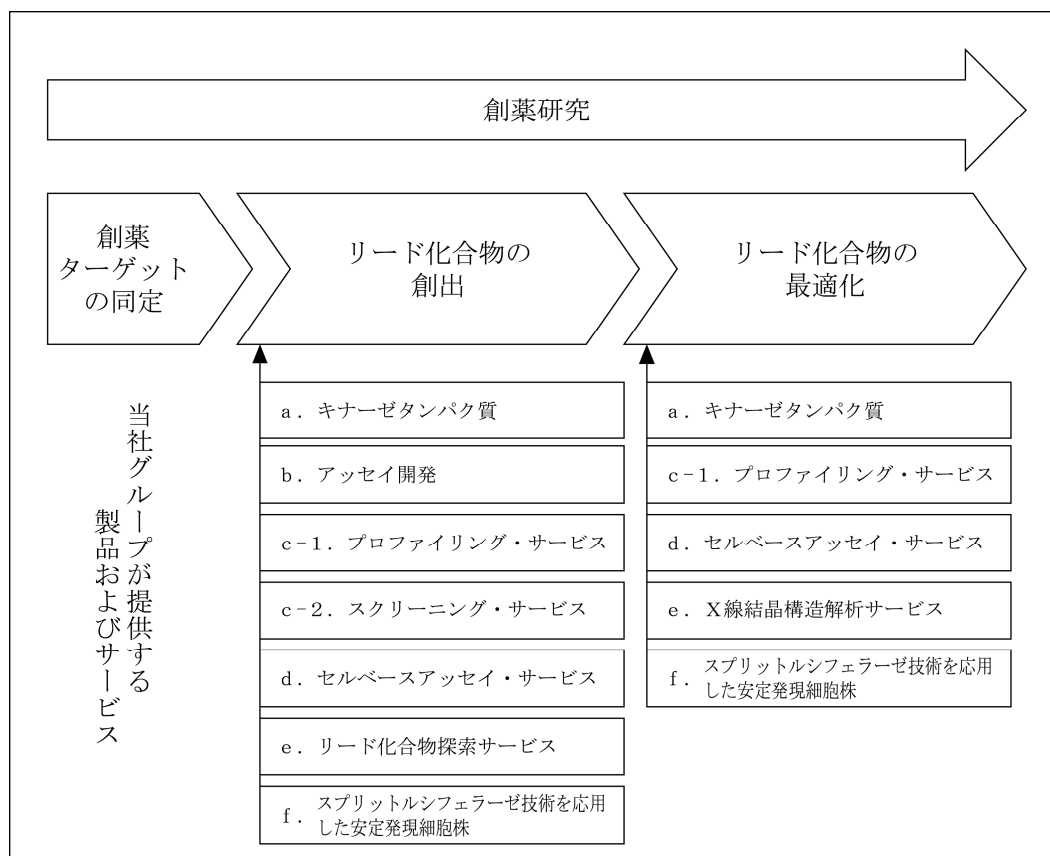 創薬研究
創薬
ターゲット
の同定
リード化合物の
創出
リード化合物の
最適化
当社グループが提供する
製品およびサービス
a．キナーゼタンパク質
b．アッセイ開発
c-1．プロファイリング・サービス
c-2．スクリーニング・サービス
d．セルベースアッセイ・サービス
e．リード化合物探索サービス
f．スプリットルシフェラーゼ技術を応用
した安定発現細胞株
a．キナーゼタンパク質
c-1．プロファイリング・サービス
d．セルベースアッセイ・サービス
e．X線結晶構造解析サービス
f．スプリットルシフェラーゼ技術を応用
した安定発現細胞株